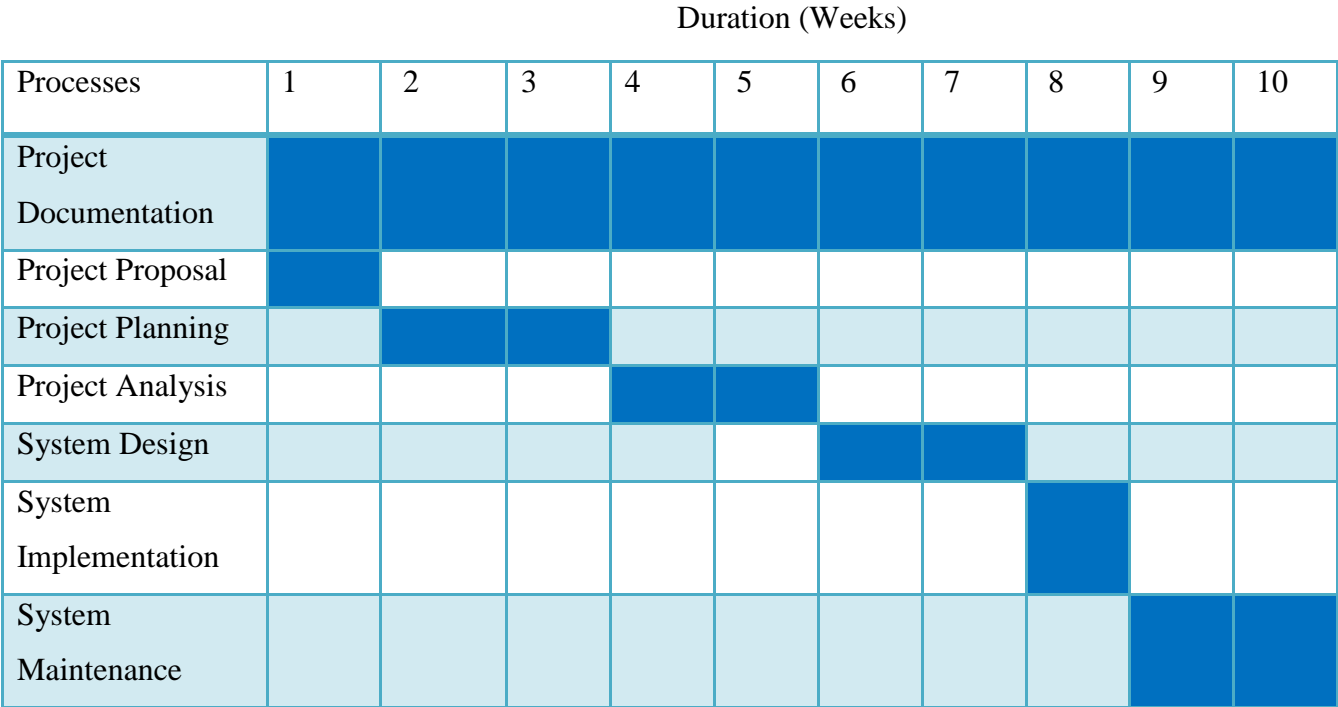 Duration (Weeks)
Processes 1 2 3 4 5 6 7 8 9 10
Project
Documentation
Project Proposal
Project Planning
Project Analysis
System Design
System
Implementation
System
Maintenance